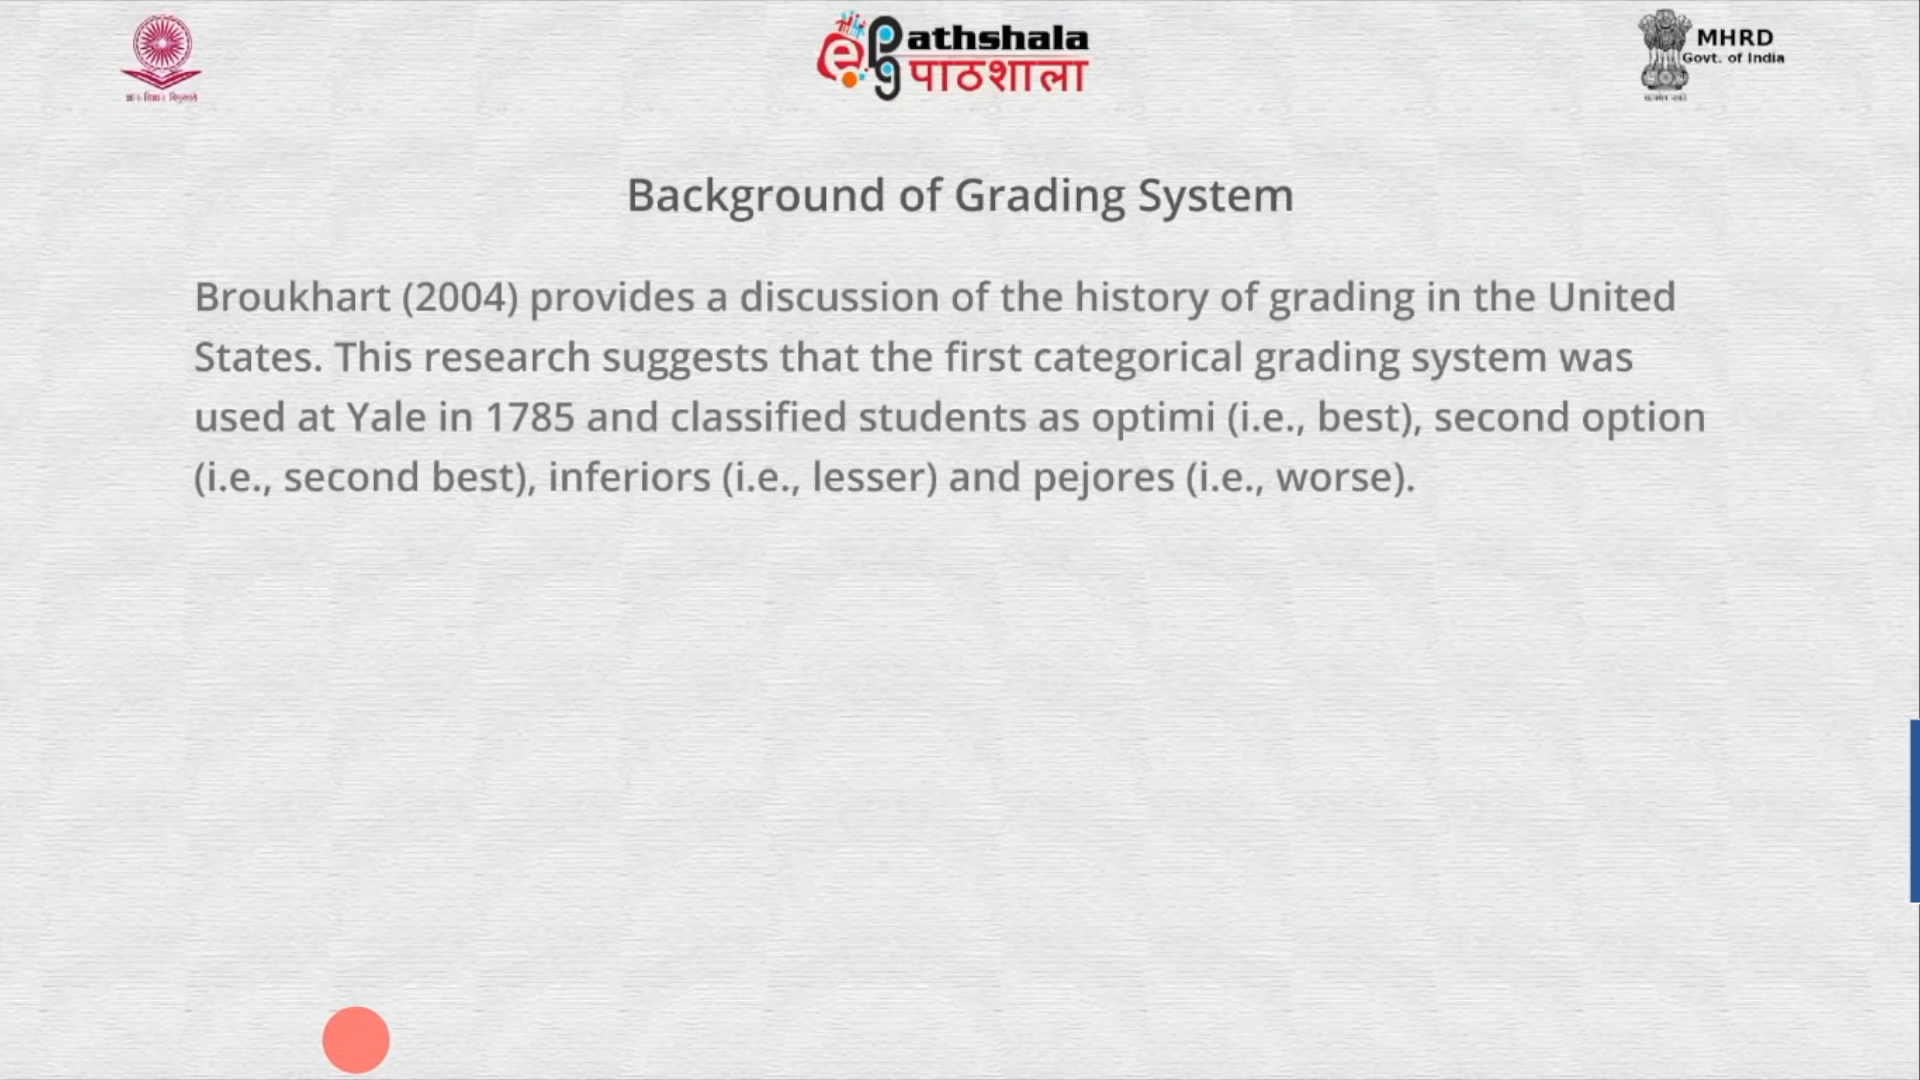 Pathshala
पाठशाला
MHRD
Govt. of India
Background of Grading System
Broukhart (2004) provides a discussion of the history of grading in the United
States. This research suggests that the first categorical grading system was
used at Yale in 1785 and classified students as optimi (i.e., best), second option
(i.e., second best), inferiors (i.e., lesser) and pejores (i.e., worse).